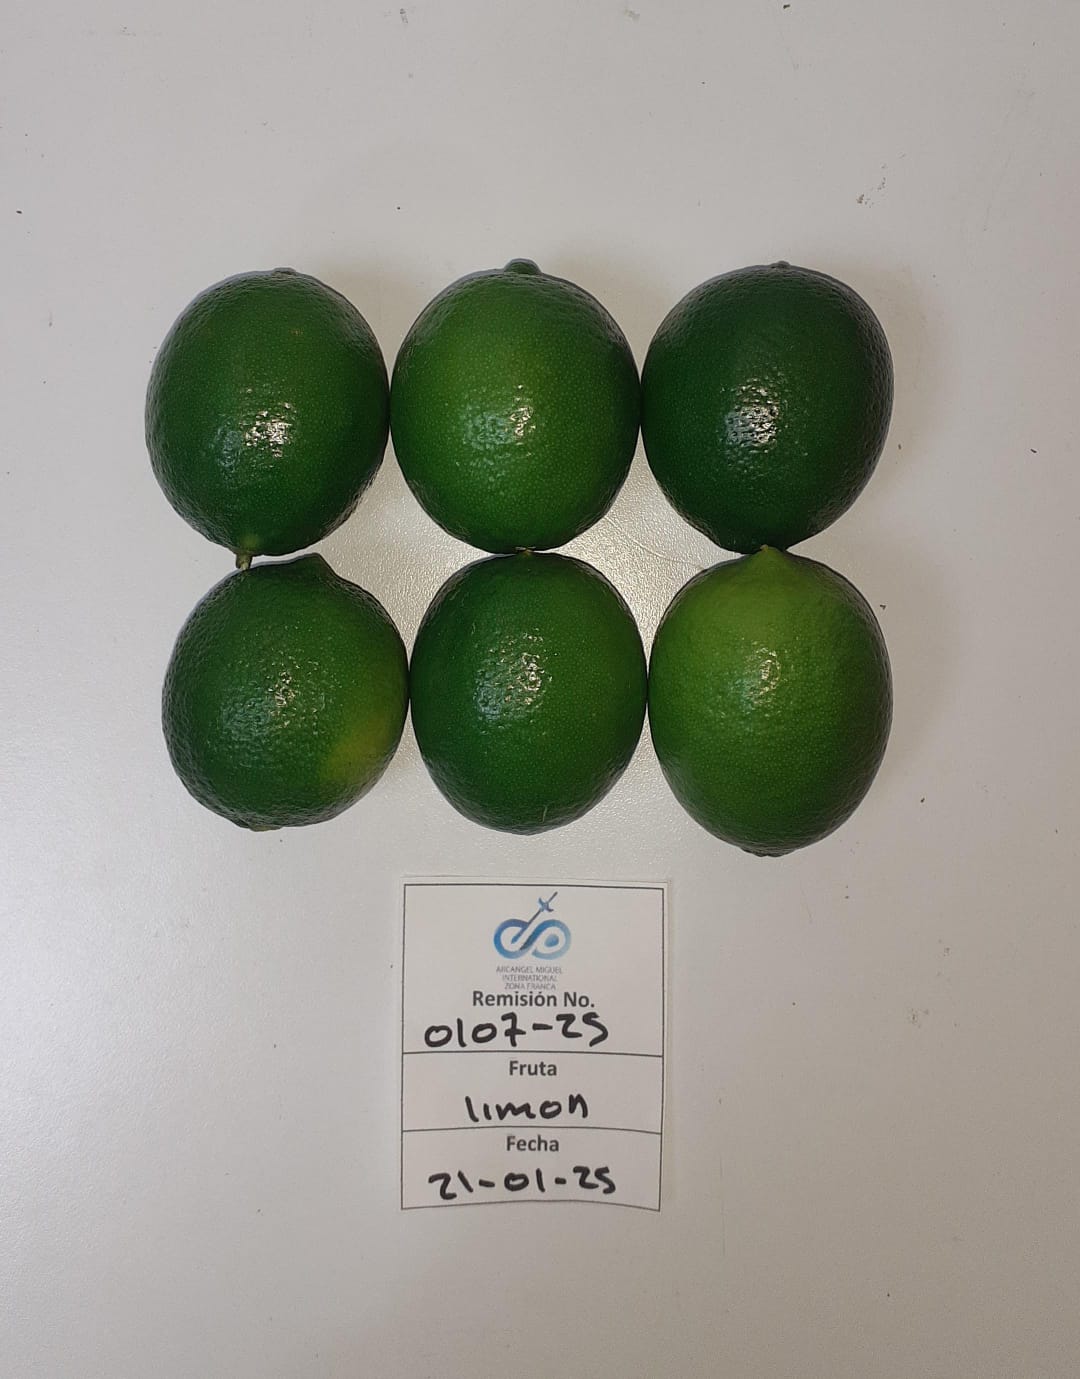 ARCANGEL MIGUEL
INTERNATIONAL
ZONA FRANCA
Remisión No.
0107-25
Fruta
limon
Fecha
21-01-25